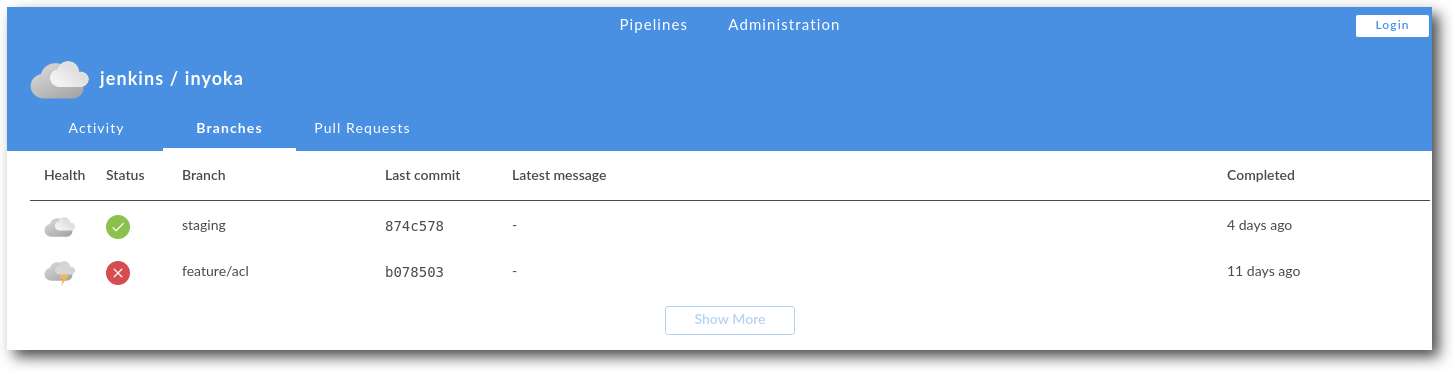 Pipelines Administration Login
jenkins / inyoka
Activity Branches Pull Requests
Health Status Branch Last commit Latest message Completed
staging 874c578 - 4 days ago
feature/acl b078503 - 11 days ago
Show More